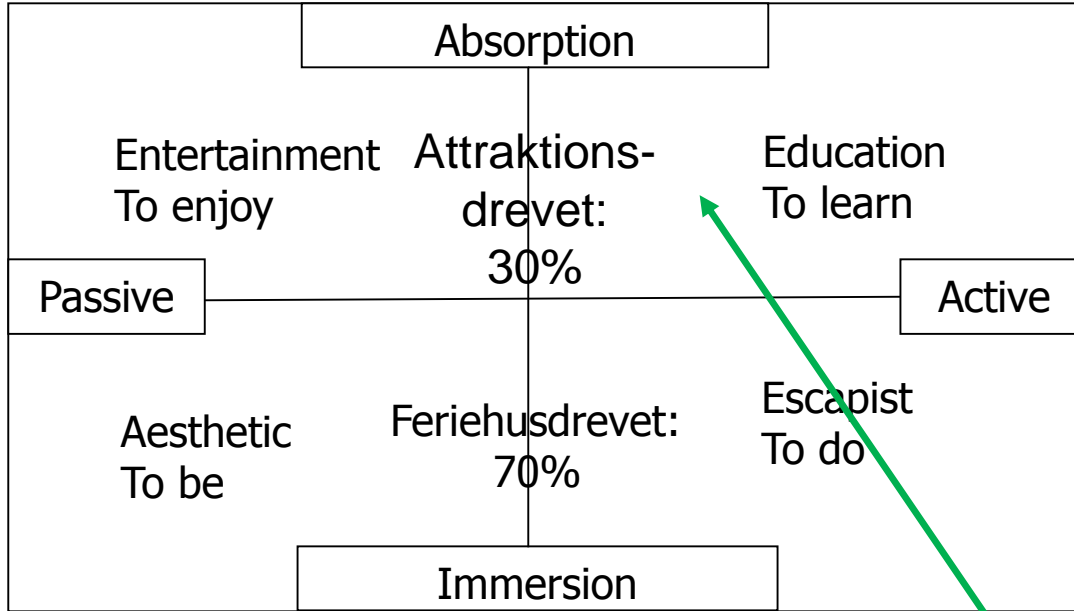 Absorption
Entertainment
To enjoy
Attraktions-
drevet:
30%
Education
To learn
Passive
Active
Aesthetic
To be
Feriehusdrevet:
70%
Escapist
To do
Immersion